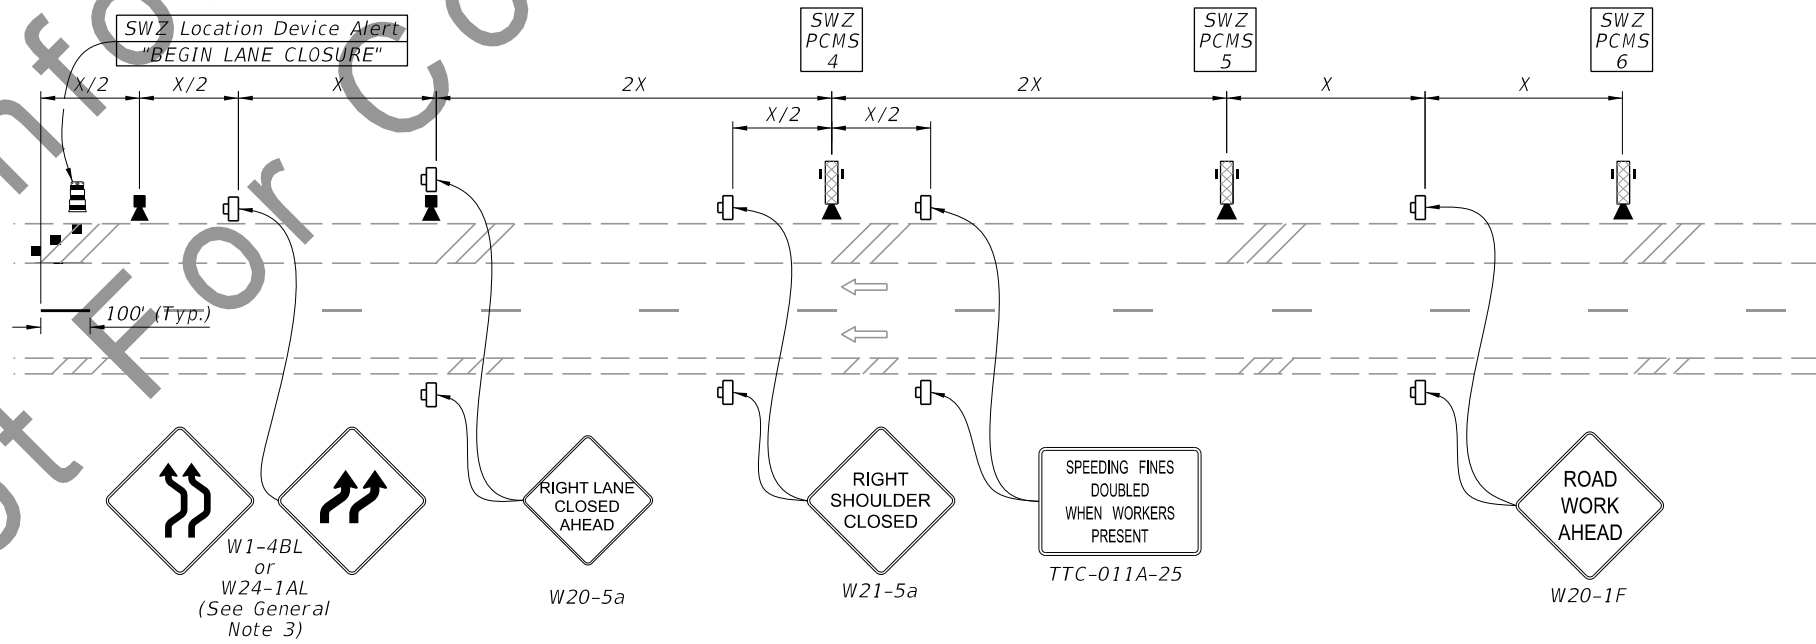 SWZ Location Device Alert
"BEGIN LANE CLOSURE"
SWZ
PCMS
4
SWZ
PCMS
5
SWZ
PCMS
6
X/2
X/2
X
2X
2X
X
X
X/2
X/2
100' (Typ.)
W1-4BL
or
W24-1AL
(See General
Note 3)
RIGHT LANE
CLOSED
AHEAD
W20-5a
RIGHT
SHOULDER
CLOSED
W21-5a
SPEEDING FINES
DOUBLED
WHEN WORKERS
PRESENT
TTC-011A-25
ROAD
WORK
AHEAD
W20-1F
For Co